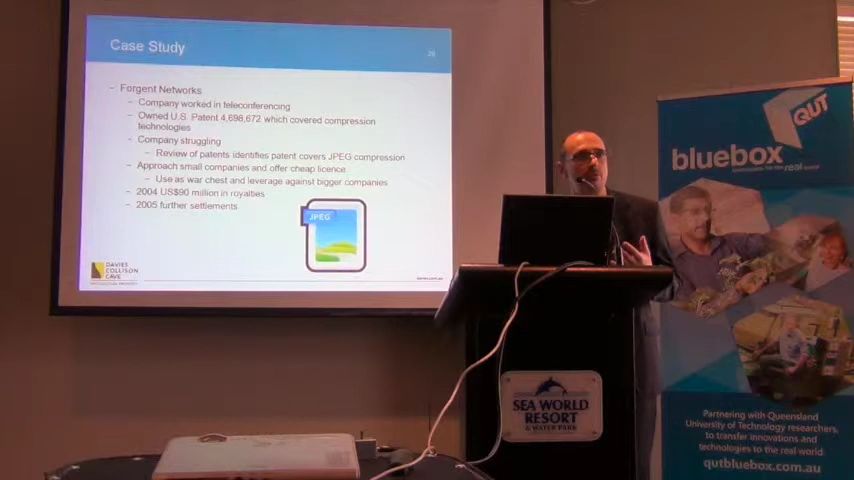 Case Study
26
– Forgent Networks
– Company worked in teleconferencing
– Owned U.S. Patent 4,698,672 which covered compression
technologies
– Company struggling
– Review of patents identifies patent covers JPEG compression
– Approach small companies and offer cheap licence
– Use as war chest and leverage against bigger companies
– 2004 US$90 million in royalties
– 2005 further settlements
JPEG
DAVIES
COLLISON
CAVE
QUT
bluebox
SEA WORLD
RESORT
& WATER PARK
Partnering with Queensland
University of Technology researchers,
to transfer innovations and
technologies to the real world
qutbluebox.com.au